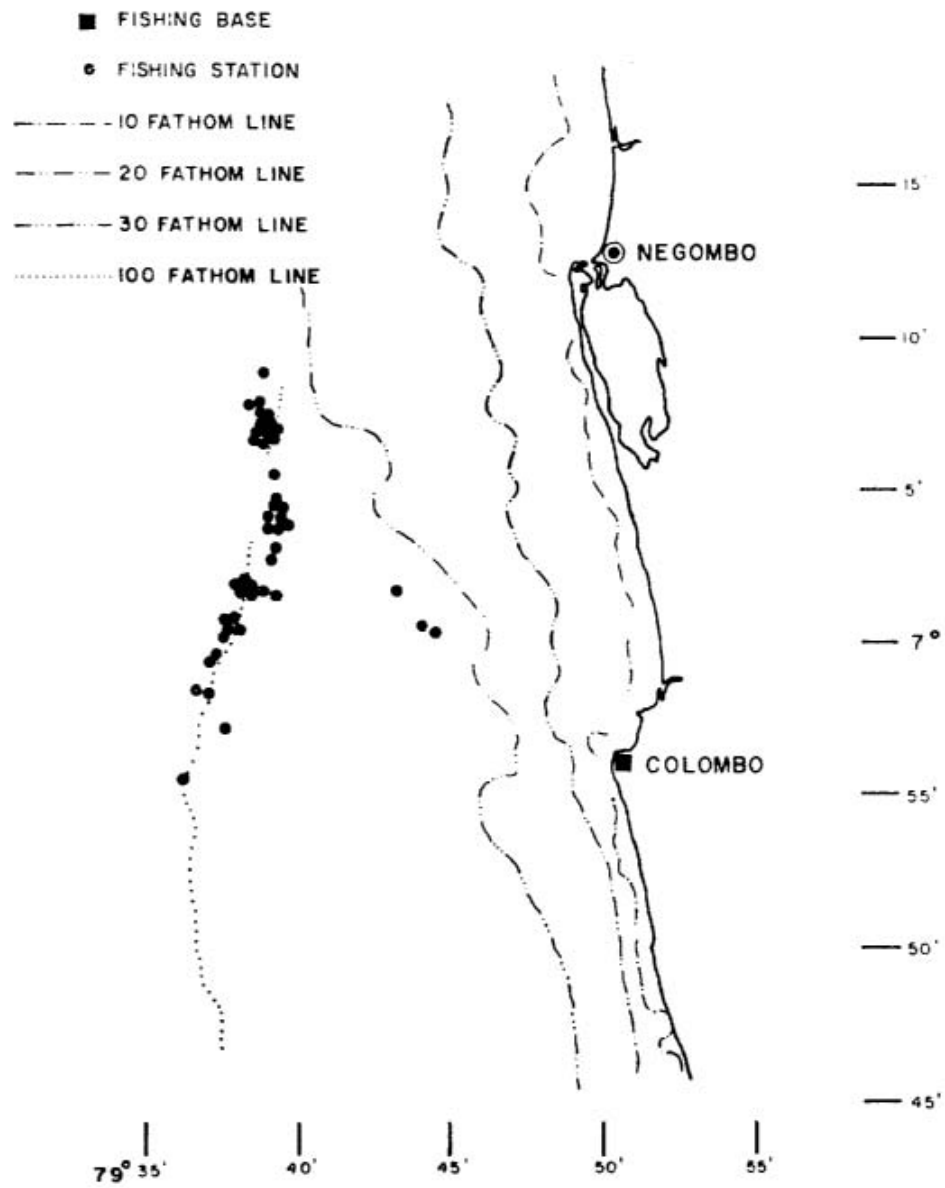 FISHING BASE
FISHING STATION
10 FATHOM LINE
20 FATHOM LINE
30 FATHOM LINE
100 FATHOM LINE
15'
NEGOMBO
10'
5'
7°
COLOMBO
55'
50'
45'
79° 35' 40' 45' 50' 55'